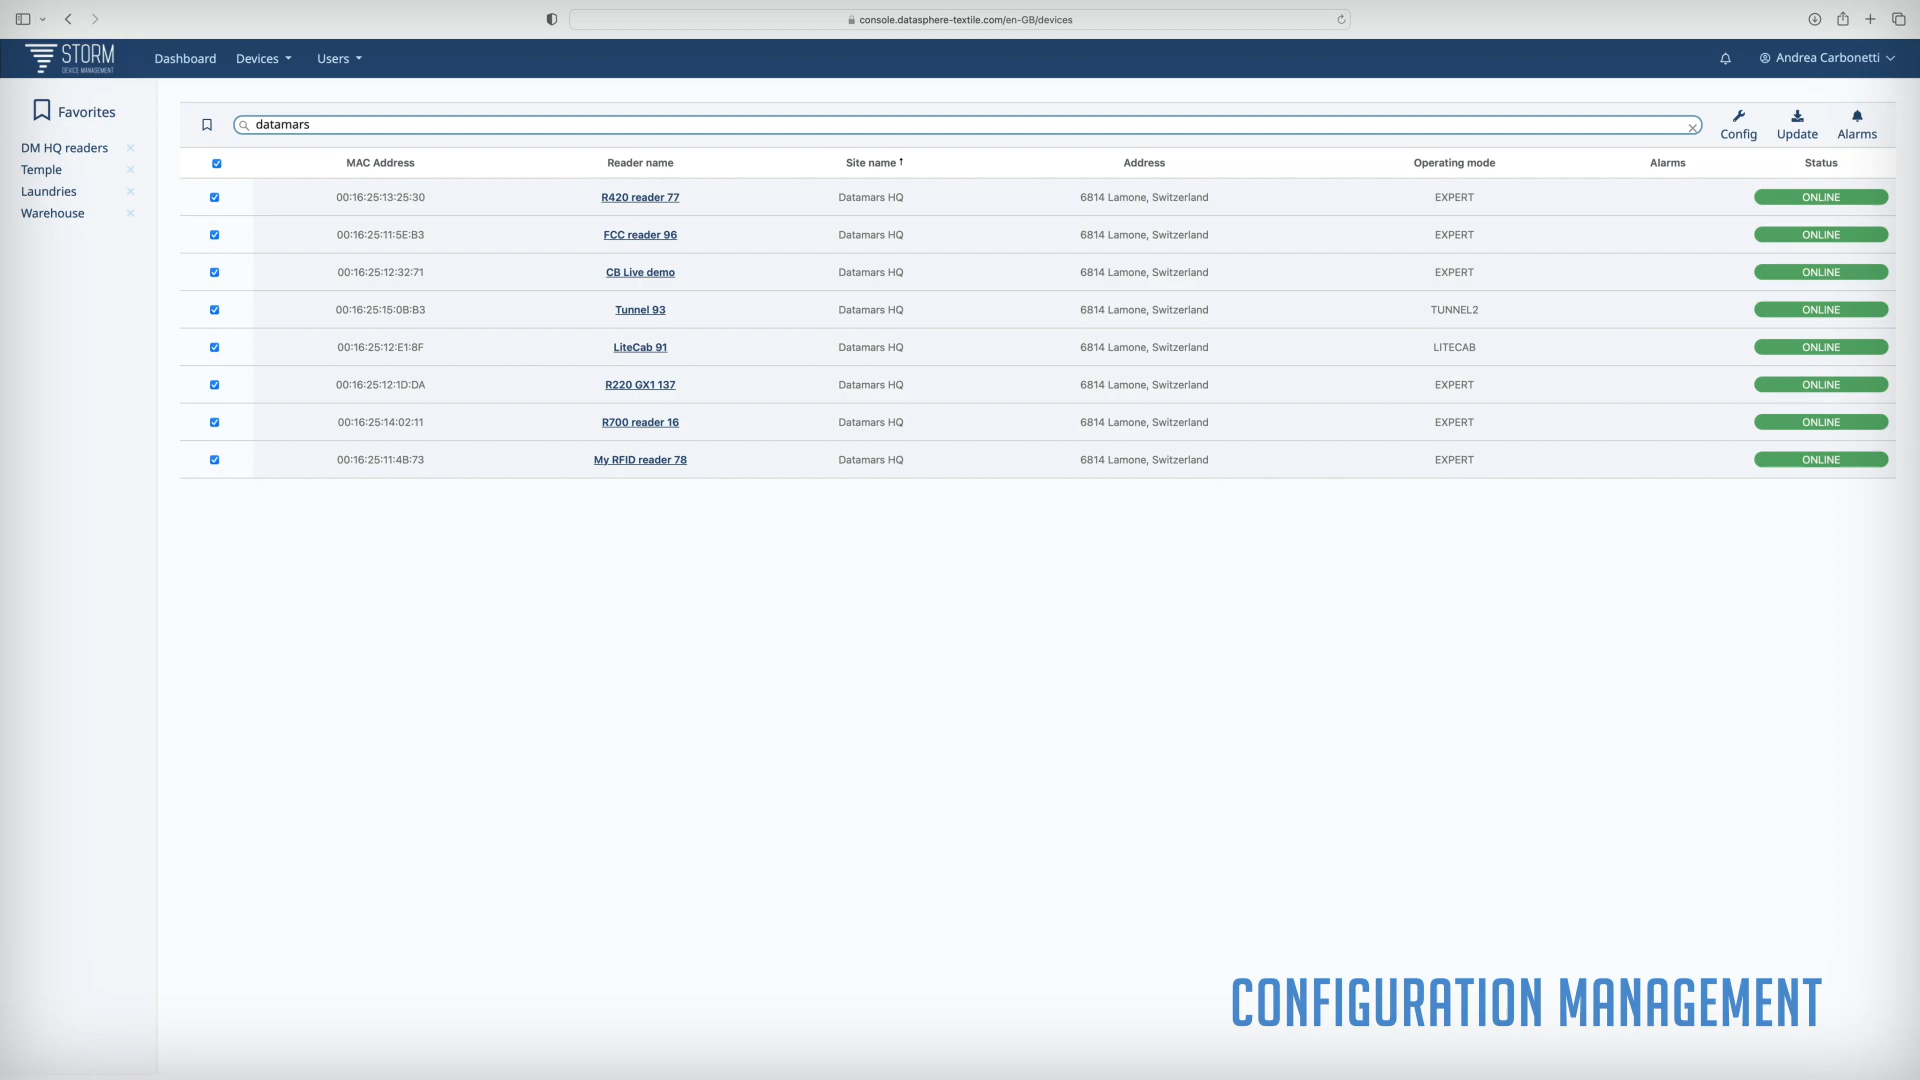 console.datasphere-textile.com/en-GB/devices
STORM
DEVICE MANAGEMENT
Dashboard Devices Users Andrea Carbonetti
Favorites
DM HQ readers
Temple
Laundries
Warehouse
datamars
Config Update Alarms
MAC Address Reader name Site name ↑ Address Operating mode Alarms Status
00:16:25:13:25:30 R420 reader 77 Datamars HQ 6814 Lamone, Switzerland EXPERT ONLINE
00:16:25:11:5E:B3 FCC reader 96 Datamars HQ 6814 Lamone, Switzerland EXPERT ONLINE
00:16:25:12:32:71 CB Live demo Datamars HQ 6814 Lamone, Switzerland EXPERT ONLINE
00:16:25:15:0B:B3 Tunnel 93 Datamars HQ 6814 Lamone, Switzerland TUNNEL2 ONLINE
00:16:25:12:E1:8F LiteCab 91 Datamars HQ 6814 Lamone, Switzerland LITECAB ONLINE
00:16:25:12:1D:DA R220 GX1 137 Datamars HQ 6814 Lamone, Switzerland EXPERT ONLINE
00:16:25:14:02:11 R700 reader 16 Datamars HQ 6814 Lamone, Switzerland EXPERT ONLINE
00:16:25:11:4B:73 My RFID reader 78 Datamars HQ 6814 Lamone, Switzerland EXPERT ONLINE
CONFIGURATION MANAGEMENT